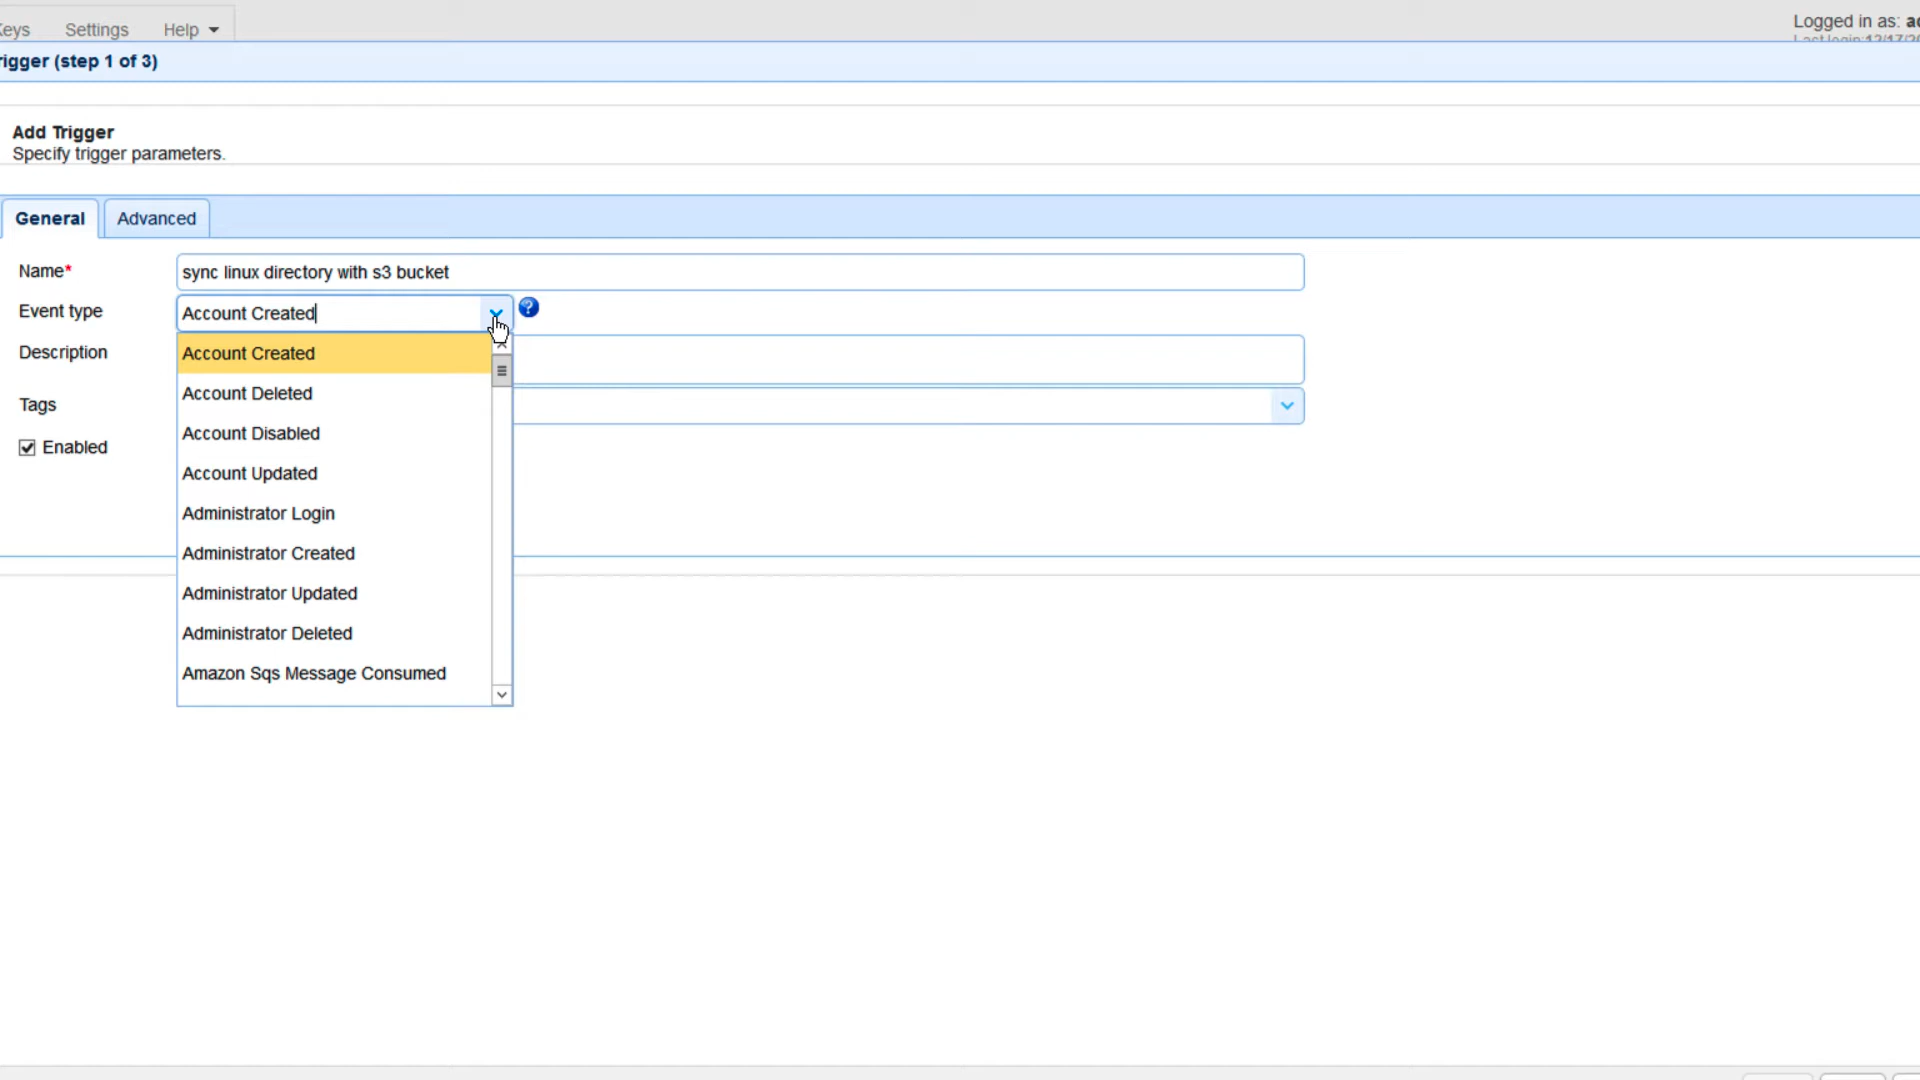 Keys Settings Help
Logged in as:
rigger (step 1 of 3)
Add Trigger
Specify trigger parameters.
General Advanced
Name* sync linux directory with s3 bucket
Event type Account Created ?
Account Created
Description
Account Deleted
Tags
Account Disabled
Enabled
Account Updated
Administrator Login
Administrator Created
Administrator Updated
Administrator Deleted
Amazon Sqs Message Consumed